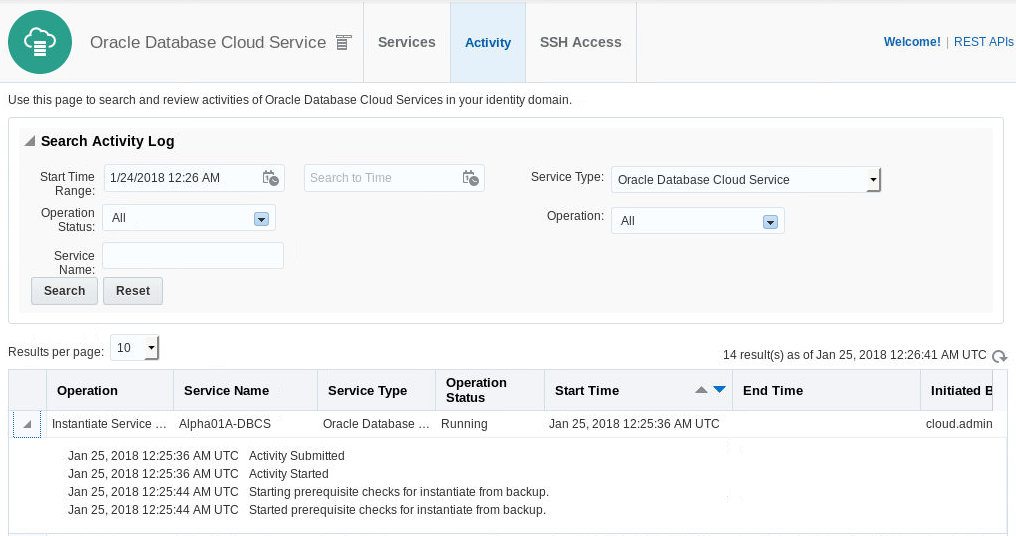 Oracle Database Cloud Service
Services
Activity
SSH Access
Welcome! | REST APIs
Use this page to search and review activities of Oracle Database Cloud Services in your identity domain.
Search Activity Log
Start Time Range: 1/24/2018 12:26 AM Search to Time Service Type: Oracle Database Cloud Service
Operation Status: All Operation: All
Service Name:
Search Reset
Results per page: 10
14 result(s) as of Jan 25, 2018 12:26:41 AM UTC
Operation Service Name Service Type Operation Status Start Time End Time Initiated B
Instantiate Service ... Alpha01A-DBCS Oracle Database ... Running Jan 25, 2018 12:25:36 AM UTC cloud.admin
Jan 25, 2018 12:25:36 AM UTC Activity Submitted
Jan 25, 2018 12:25:36 AM UTC Activity Started
Jan 25, 2018 12:25:44 AM UTC Starting prerequisite checks for instantiate from backup.
Jan 25, 2018 12:25:44 AM UTC Started prerequisite checks for instantiate from backup.